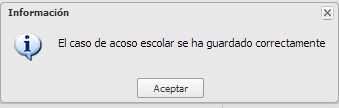 Información
El caso de acoso escolar se ha guardado correctamente
Aceptar